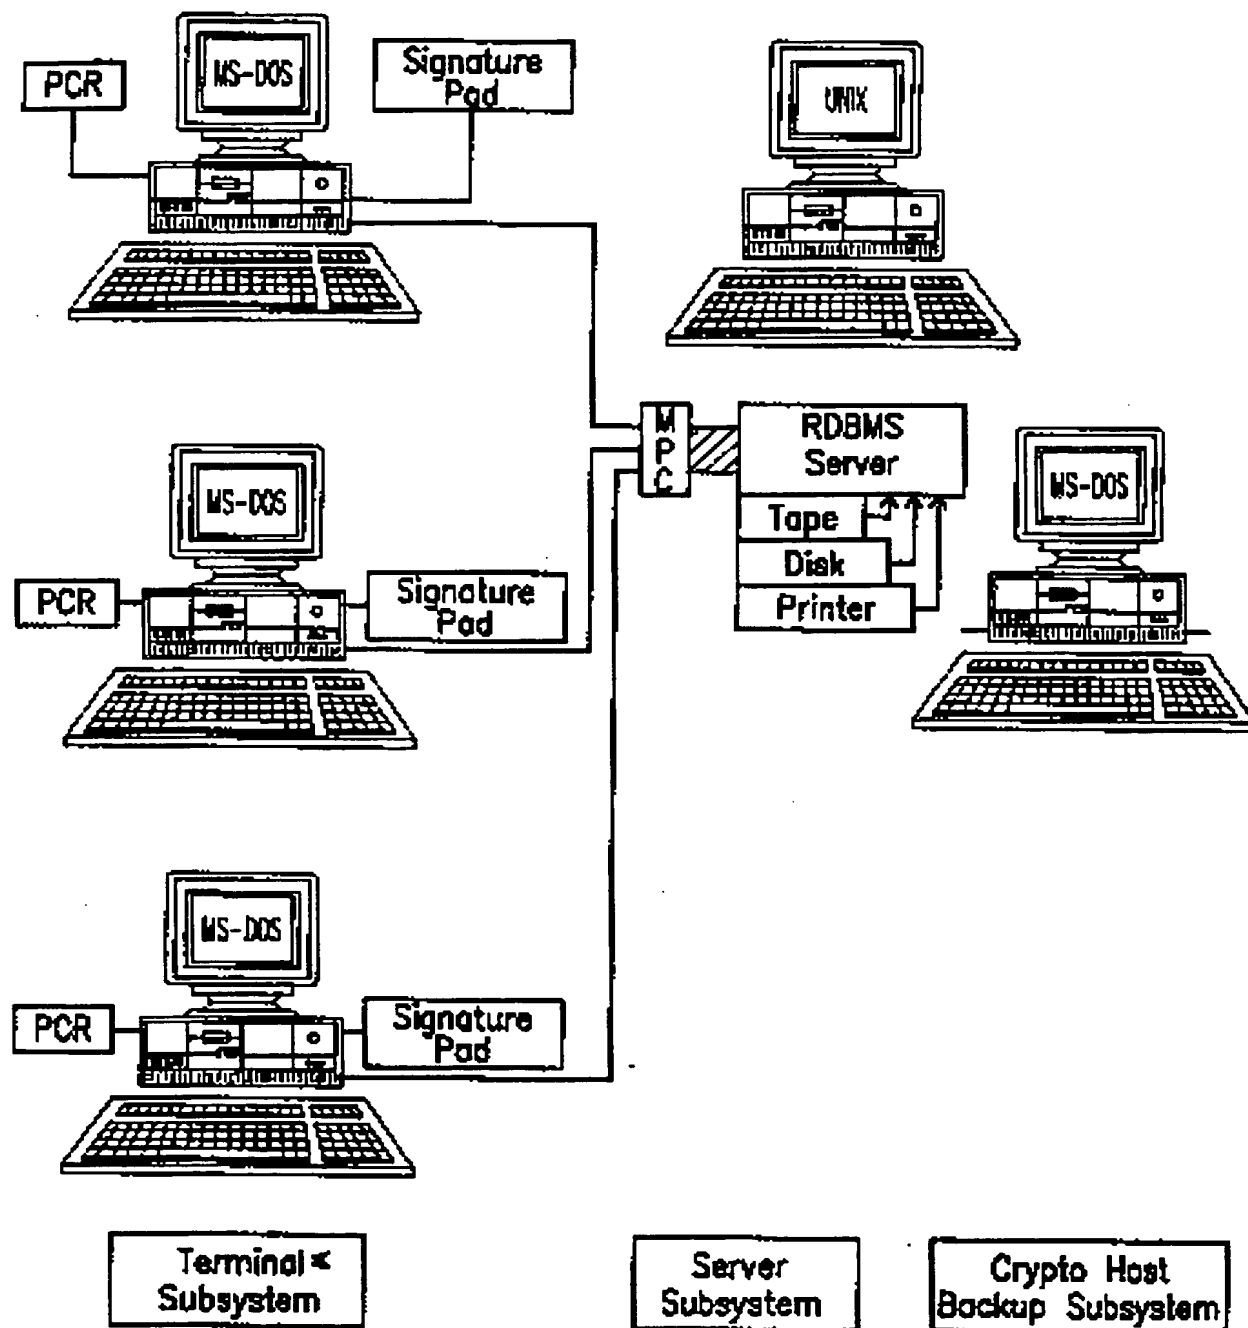 PCR
MS-DOS
Signature
Pad
UNIX
MPC
RDBMS
Server
Tape
Disk
Printer
MS-DOS
MS-DOS
PCR
Signature
Pad
MS-DOS
PCR
Signature
Pad
Terminal
Subsystem
Server
Subsystem
Crypto Host
Backup Subsystem